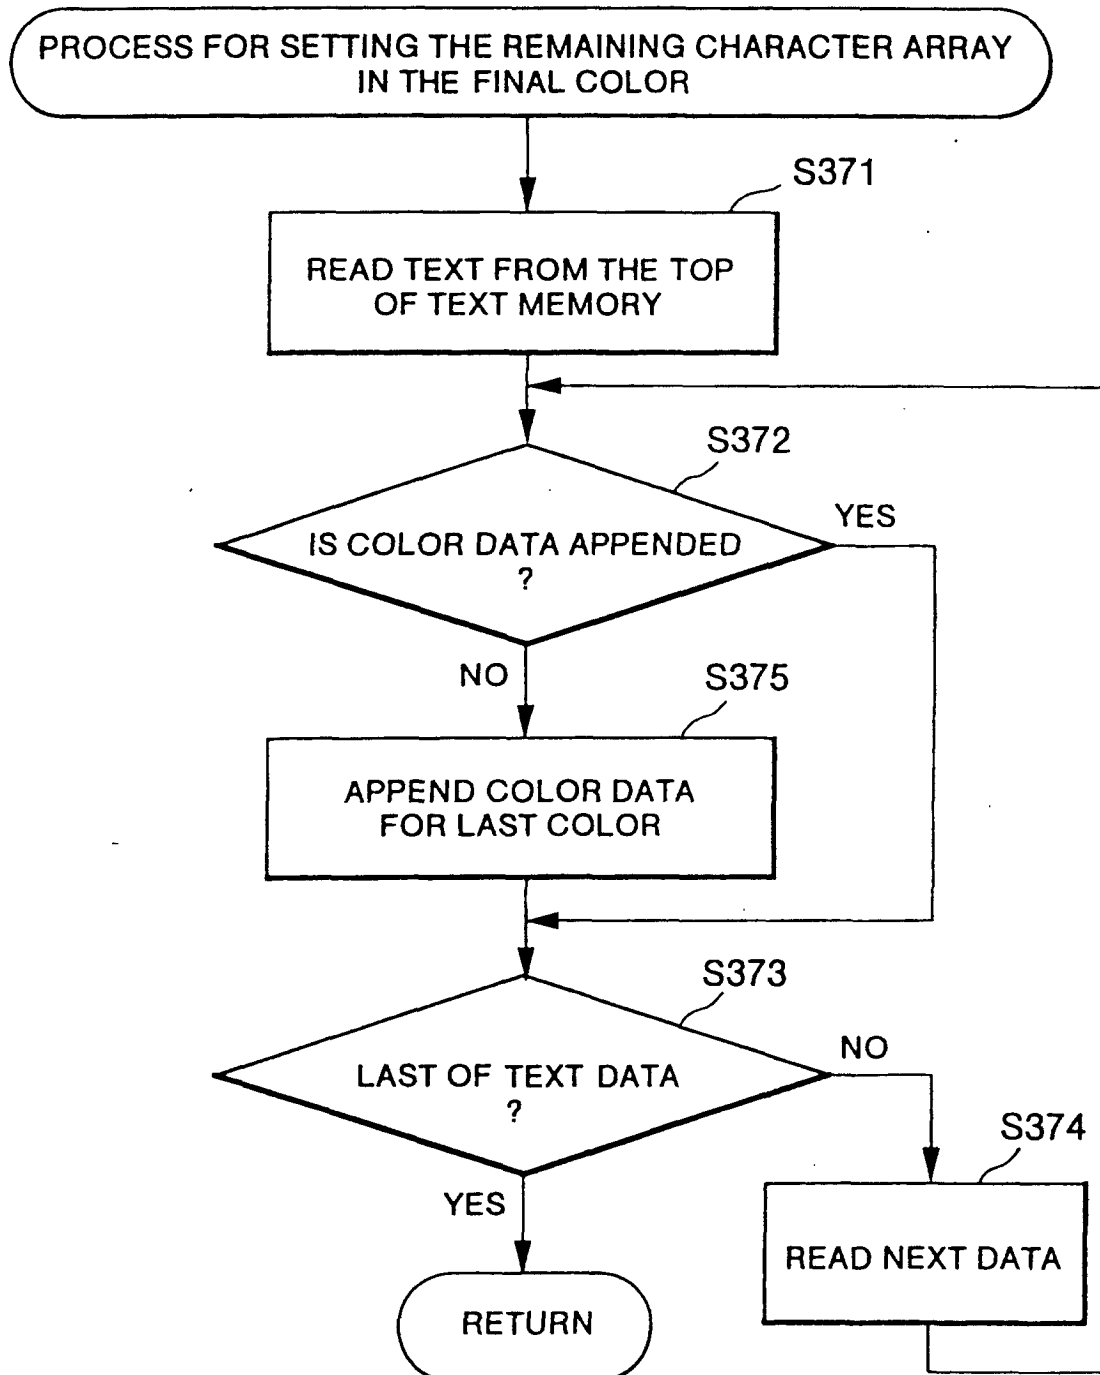 PROCESS FOR SETTING THE REMAINING CHARACTER ARRAY
IN THE FINAL COLOR
S371
READ TEXT FROM THE TOP
OF TEXT MEMORY
S372
IS COLOR DATA APPENDED
?
YES
NO
S375
APPEND COLOR DATA
FOR LAST COLOR
S373
LAST OF TEXT DATA
?
NO
S374
YES
READ NEXT DATA
RETURN